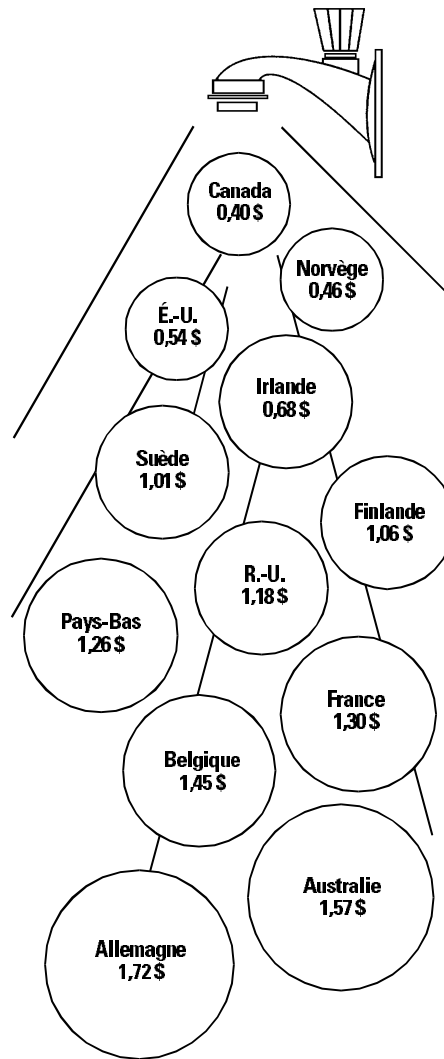 Canada
0,40 $
Norvège
0,46 $
É.-U.
0,54 $
Irlande
0,68 $
Suède
1,01 $
Finlande
1,06 $
R.-U.
1,18 $
Pays-Bas
1,26 $
France
1,30 $
Belgique
1,45 $
Australie
1,57 $
Allemagne
1,72 $